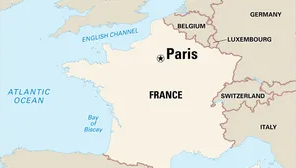 GERMANY
BELGIUM
ENGLISH CHANNEL
LUXEMBOURG
Paris
ATLANTIC
OCEAN
FRANCE
SWITZERLAND
Bay
of
Biscay
ITALY